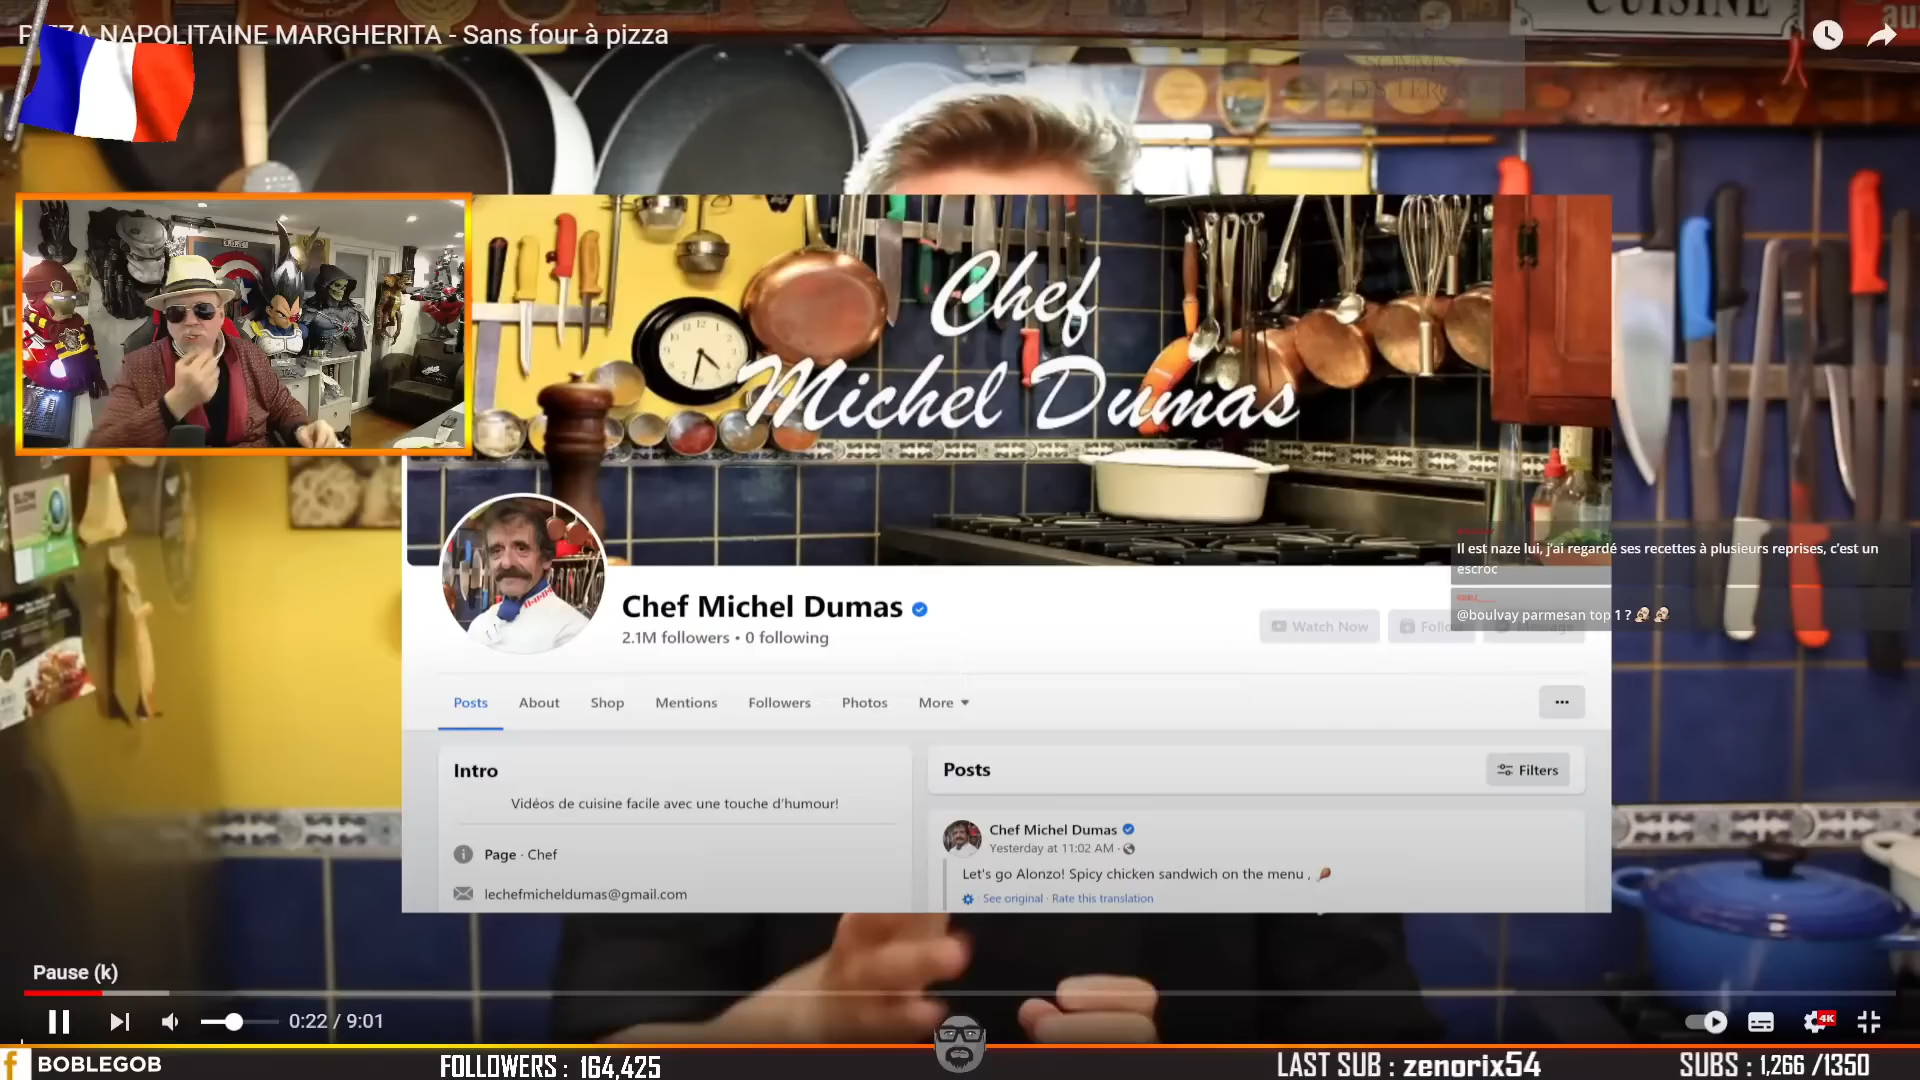 PIZZA NAPOLITAINE MARGHERITA - Sans four à pizza
CUISINE
Chef
Michel Dumas
Chef Michel Dumas
2.1M followers • 0 following
Watch Now
Follow
Message
Il est naze lui, j'ai regardé ses recettes à plusieurs reprises, c'est un
escroc
@boulvay parmesan top 1 ?
Posts
About
Shop
Mentions
Followers
Photos
More
Intro
Vidéos de cuisine facile avec une touche d'humour!
Page · Chef
lechefmicheldumas@gmail.com
Posts
Filters
Chef Michel Dumas
Yesterday at 11:02 AM ·
Let's go Alonzo! Spicy chicken sandwich on the menu ,
See original · Rate this translation
Pause (k)
0:22 / 9:01
4K
BOBLEGOB
FOLLOWERS : 164,425
LAST SUB : zenorix54
SUBS : 1,266 /1350